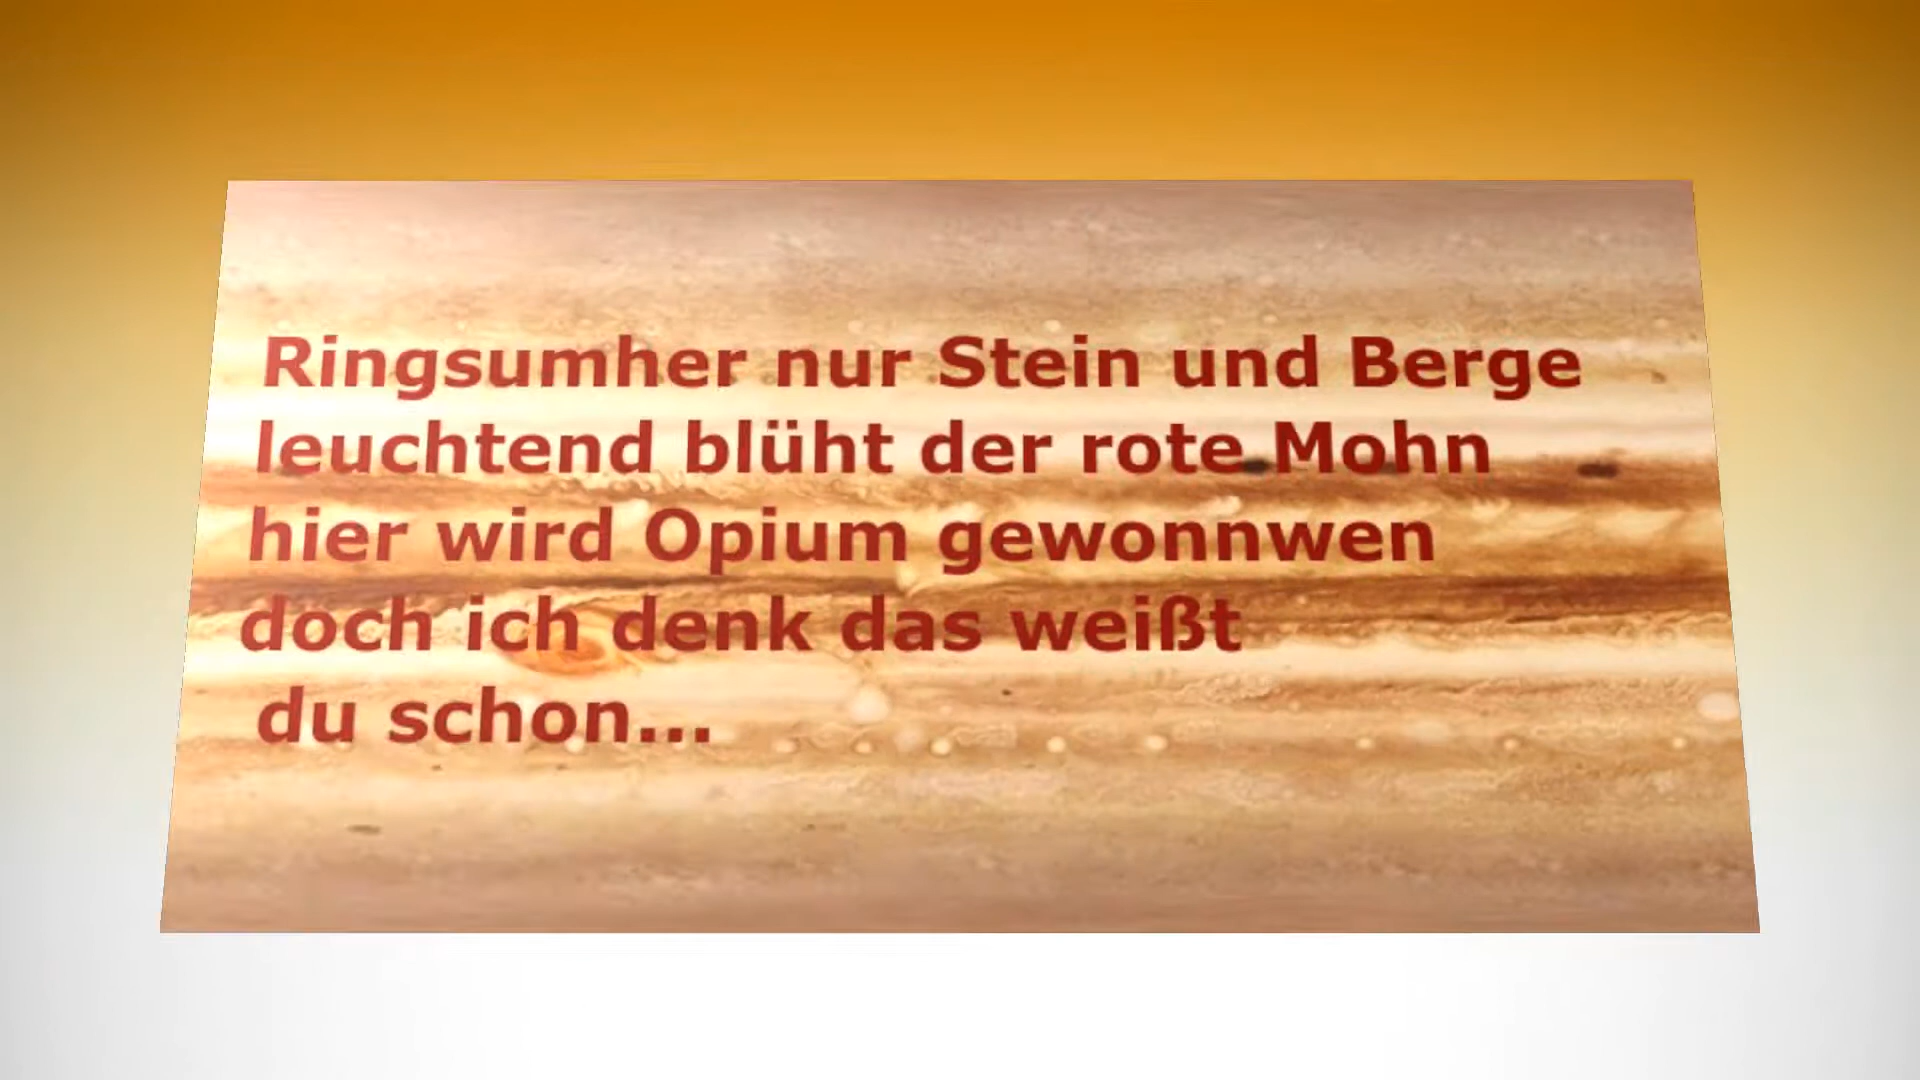 Ringsumher nur Stein und Berge
leuchtend blüht der rote Mohn
hier wird Opium gewonnwen
doch ich denk das weißt
du schon...